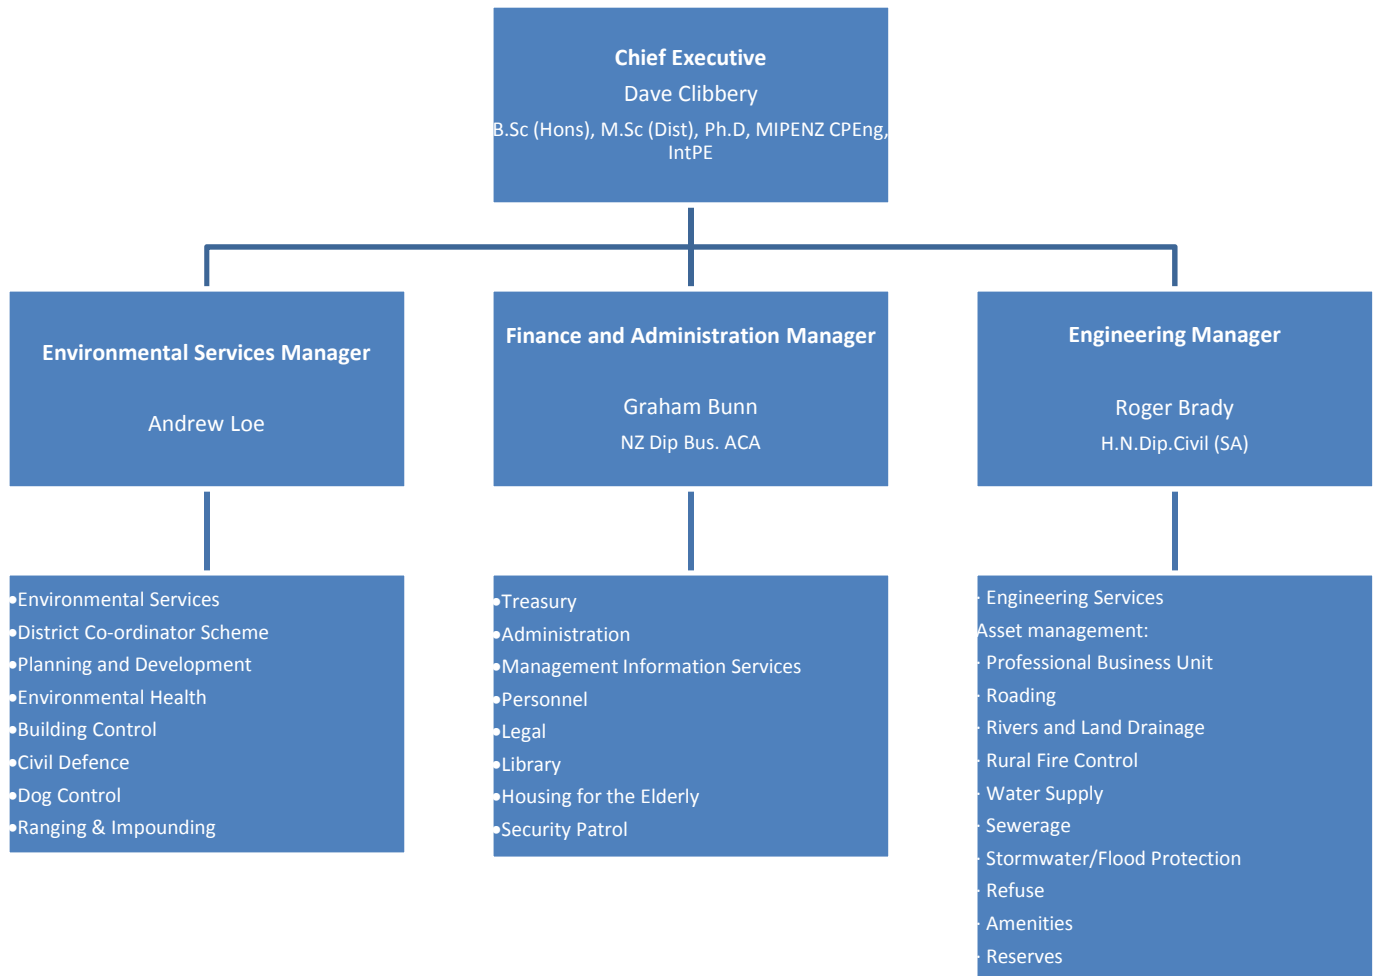 Chief Executive
Dave Clibbery
B.Sc (Hons), M.Sc (Dist), Ph.D, MIPENZ CPEng,
IntPE
Environmental Services Manager
Andrew Loe
Finance and Administration Manager
Graham Bunn
NZ Dip Bus. ACA
Engineering Manager
Roger Brady
H.N.Dip.Civil (SA)
•Environmental Services
•District Co-ordinator Scheme
•Planning and Development
•Environmental Health
•Building Control
•Civil Defence
•Dog Control
•Ranging & Impounding
•Treasury
•Administration
•Management Information Services
•Personnel
•Legal
•Library
•Housing for the Elderly
•Security Patrol
· Engineering Services
Asset management:
· Professional Business Unit
· Roading
· Rivers and Land Drainage
· Rural Fire Control
· Water Supply
· Sewerage
· Stormwater/Flood Protection
· Refuse
· Amenities
· Reserves